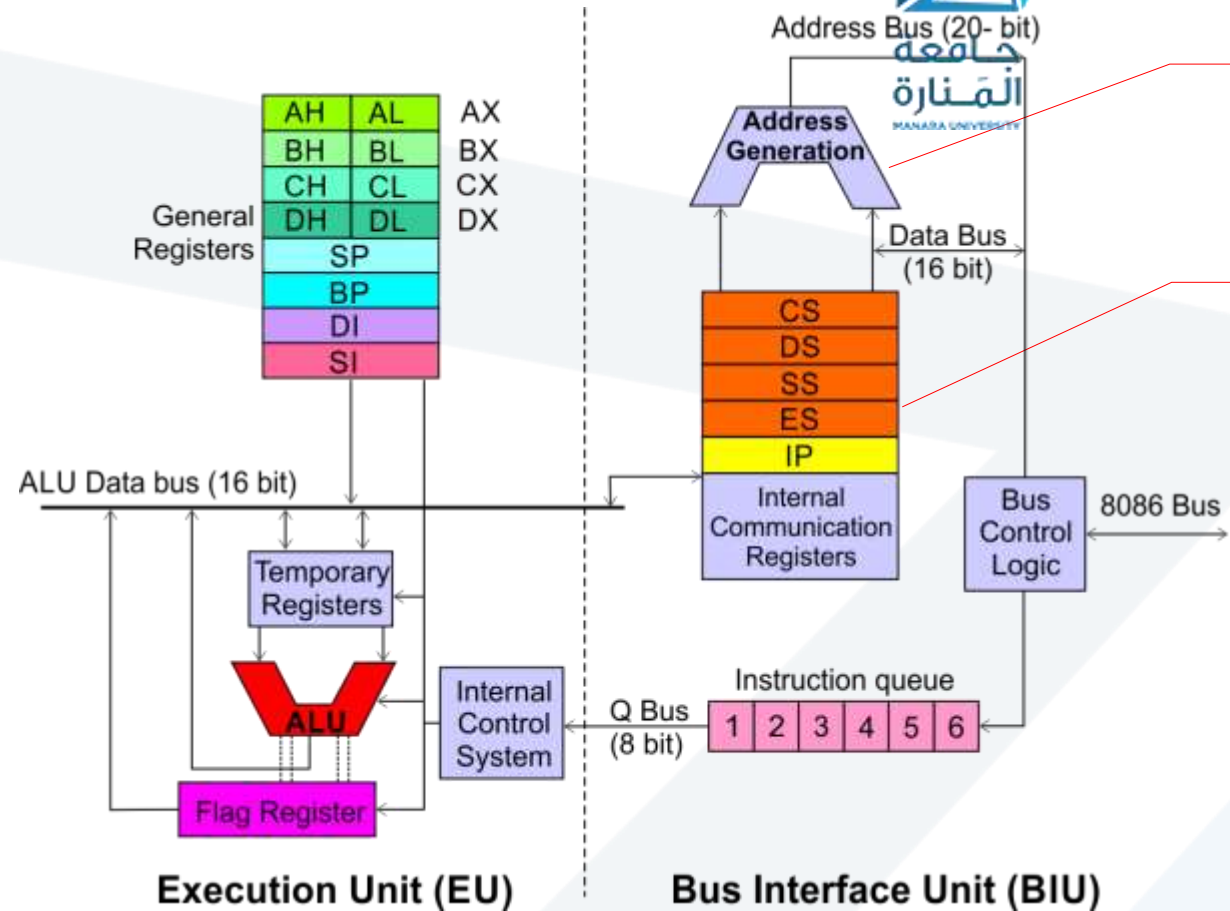 Address Bus (20- bit)
جامعة
المَنارة
MANARA UNIVERSITY
AH AL AX
BH BL BX
CH CL CX
DH DL DX
General
Registers
SP
BP
DI
SI
Address
Generation
Data Bus
(16 bit)
CS
DS
SS
ES
IP
Internal
Communication
Registers
Bus
Control
Logic
8086 Bus
ALU Data bus (16 bit)
Temporary
Registers
ALU
Internal
Control
System
Flag Register
Q Bus
(8 bit)
Instruction queue
1 2 3 4 5 6
Execution Unit (EU)
Bus Interface Unit (BIU)